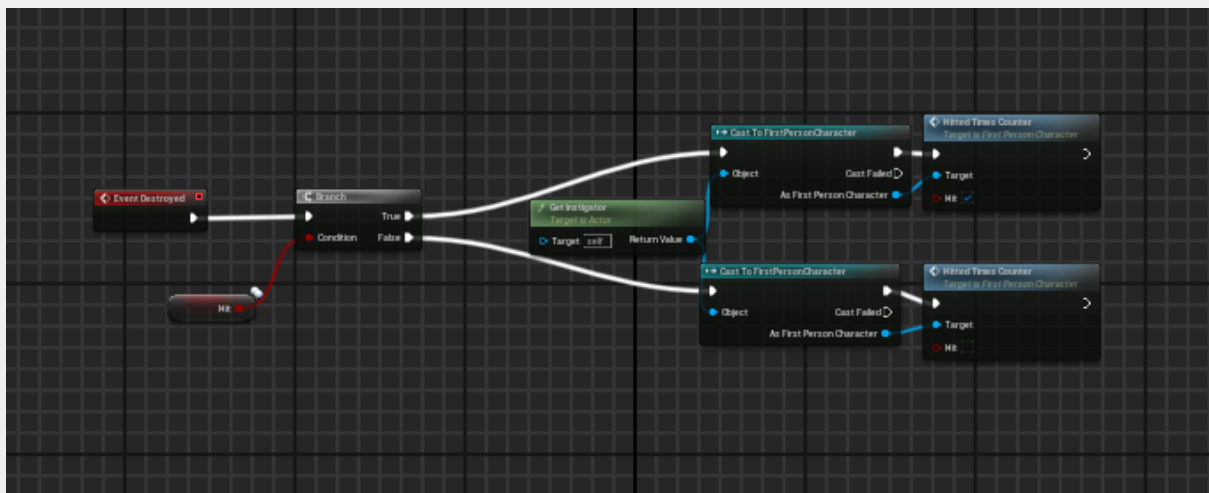 Event Destroyed
Branch
True
Condition
False
Hit
Get Instigator
Target is Actor
Target
self
Return Value
Cast To FirstPersonCharacter
Object
Cast Failed
As First Person Character
Hitted Times Counter
Target is First Person Character
Target
Hit
Cast To FirstPersonCharacter
Object
Cast Failed
As First Person Character
Hitted Times Counter
Target is First Person Character
Target
Hit